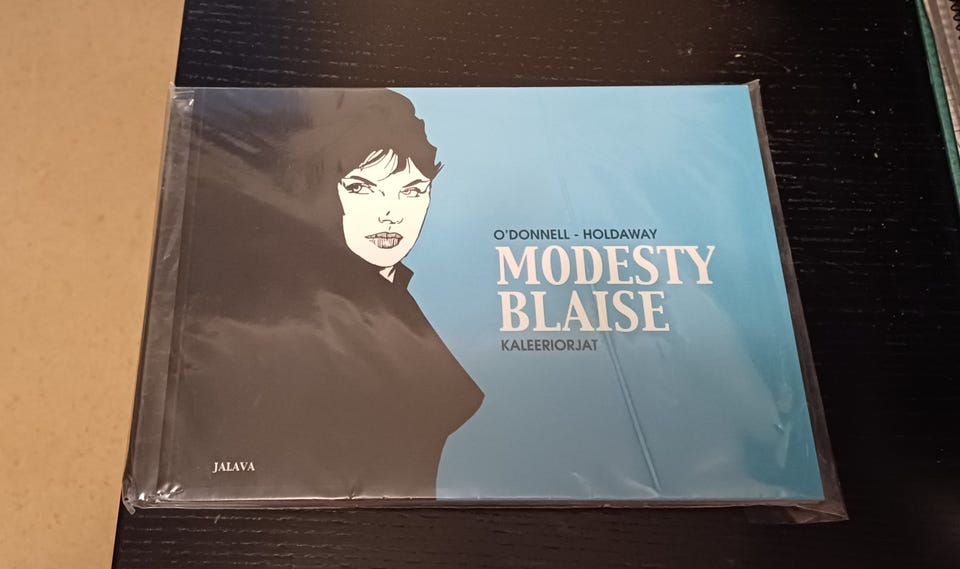 O'DONNELL - HOLDAWAY
MODESTY
BLAISE
KALEERIORJAT
JALAVA